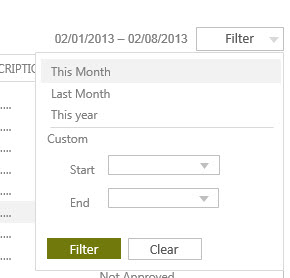 02/01/2013 – 02/08/2013 Filter
CRIPTIO
This Month
....
Last Month
....
This year
....
Custom
....
Start
....
End
....
....
Filter Clear
....
Not Approved